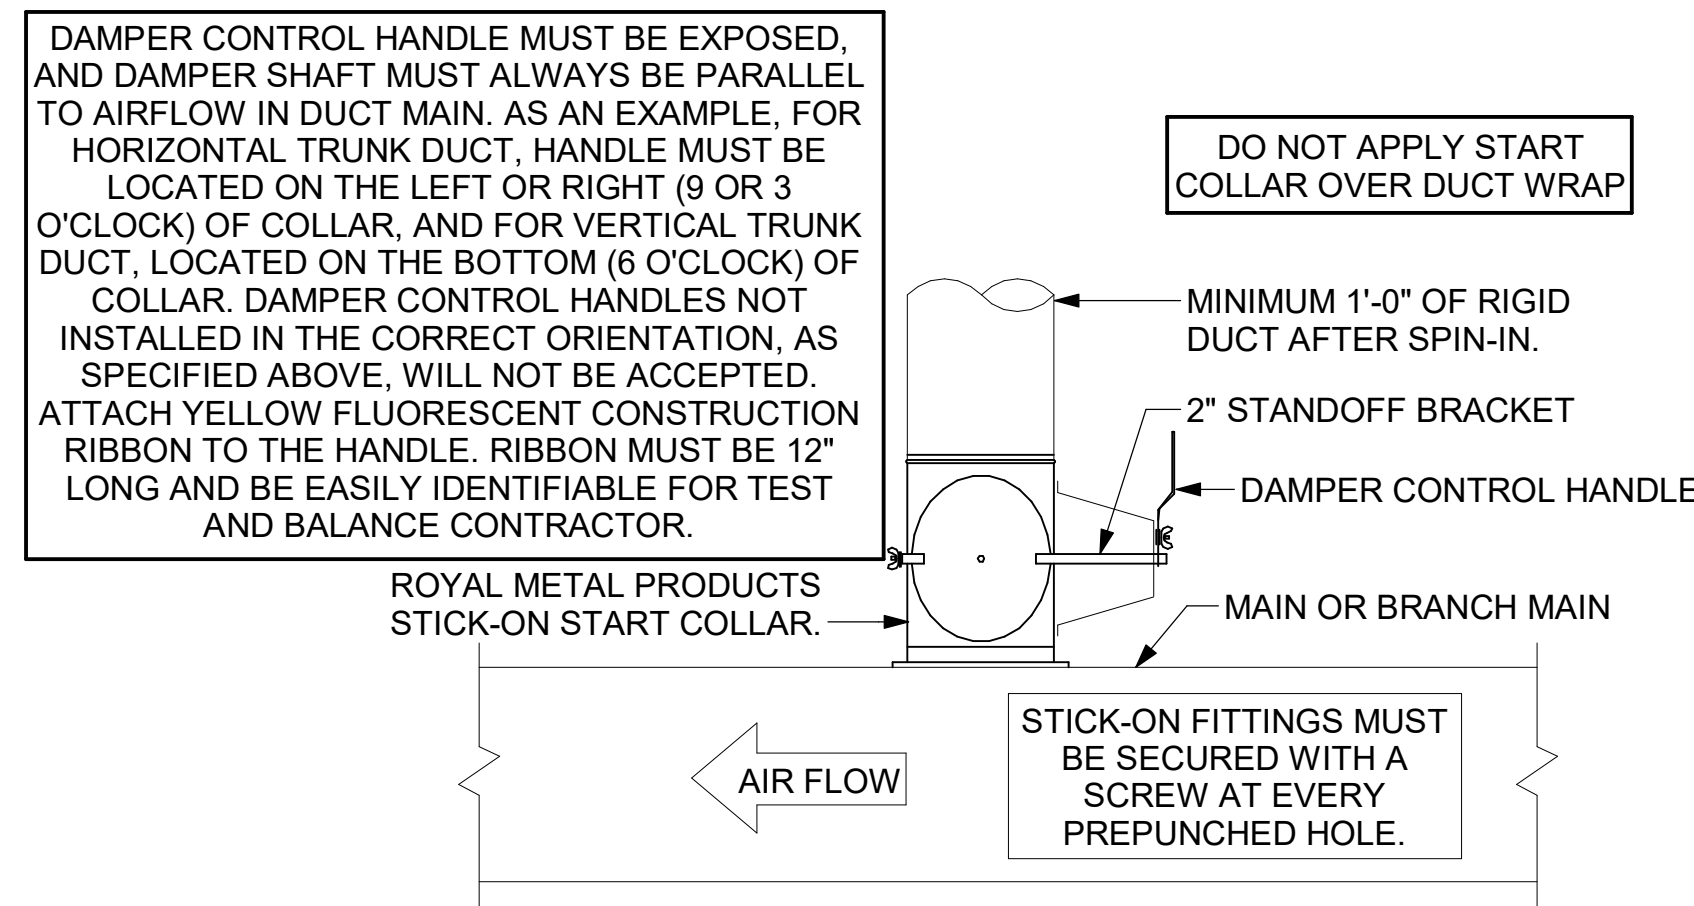 DAMPER CONTROL HANDLE MUST BE EXPOSED,
AND DAMPER SHAFT MUST ALWAYS BE PARALLEL
TO AIRFLOW IN DUCT MAIN. AS AN EXAMPLE, FOR
HORIZONTAL TRUNK DUCT, HANDLE MUST BE
LOCATED ON THE LEFT OR RIGHT (9 OR 3
O'CLOCK) OF COLLAR, AND FOR VERTICAL TRUNK
DUCT, LOCATED ON THE BOTTOM (6 O'CLOCK) OF
COLLAR. DAMPER CONTROL HANDLES NOT
INSTALLED IN THE CORRECT ORIENTATION, AS
SPECIFIED ABOVE, WILL NOT BE ACCEPTED.
ATTACH YELLOW FLUORESCENT CONSTRUCTION
RIBBON TO THE HANDLE. RIBBON MUST BE 12"
LONG AND BE EASILY IDENTIFIABLE FOR TEST
AND BALANCE CONTRACTOR.
DO NOT APPLY START
COLLAR OVER DUCT WRAP
MINIMUM 1'-0" OF RIGID
DUCT AFTER SPIN-IN.
2" STANDOFF BRACKET
DAMPER CONTROL HANDLE
ROYAL METAL PRODUCTS
STICK-ON START COLLAR.
MAIN OR BRANCH MAIN
STICK-ON FITTINGS MUST
BE SECURED WITH A
SCREW AT EVERY
PREPUNCHED HOLE.
AIR FLOW